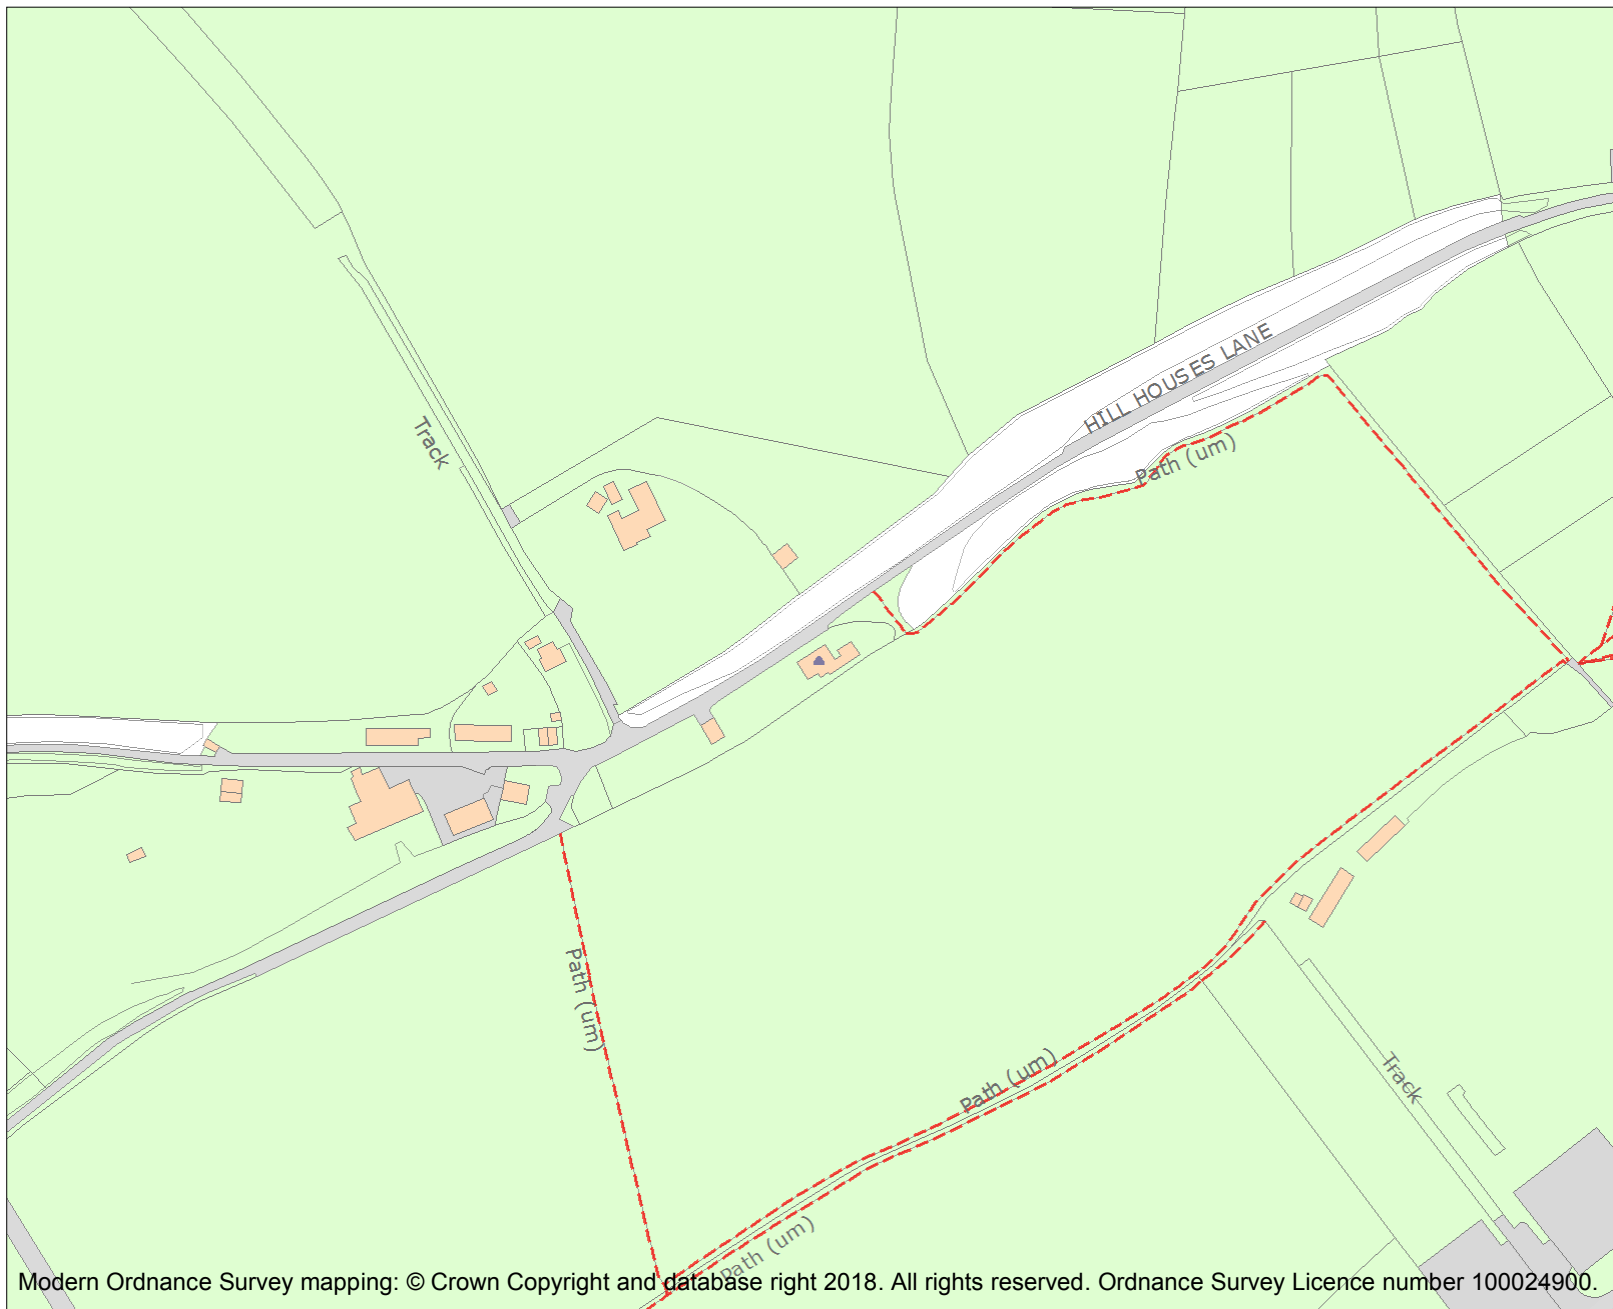 HILL HOUSES LANE
Track
Path (um)
Path (um)
Path (um)
Track
Path (um)
Modern Ordnance Survey mapping: © Crown Copyright and database right 2018. All rights reserved. Ordnance Survey Licence number 100024900.